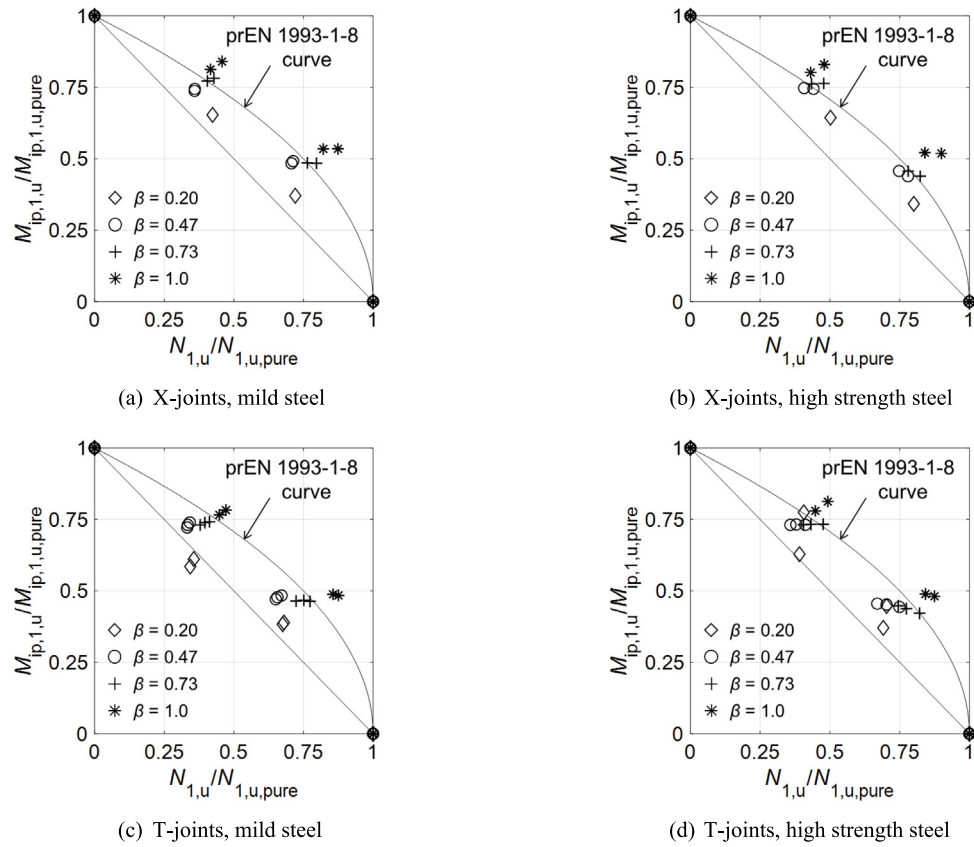 1
prEN 1993-1-8
curve
0.75
0.5
0.25
0
M_ip,1,u/M_ip,1,u,pure
β = 0.20
β = 0.47
β = 0.73
β = 1.0
0 0.25 0.5 0.75 1
N_1,u/N_1,u,pure
(a) X-joints, mild steel
1
prEN 1993-1-8
curve
0.75
0.5
0.25
0
M_ip,1,u/M_ip,1,u,pure
β = 0.20
β = 0.47
β = 0.73
β = 1.0
0 0.25 0.5 0.75 1
N_1,u/N_1,u,pure
(b) X-joints, high strength steel
1
prEN 1993-1-8
curve
0.75
0.5
0.25
0
M_ip,1,u/M_ip,1,u,pure
β = 0.20
β = 0.47
β = 0.73
β = 1.0
0 0.25 0.5 0.75 1
N_1,u/N_1,u,pure
(c) T-joints, mild steel
1
prEN 1993-1-8
curve
0.75
0.5
0.25
0
M_ip,1,u/M_ip,1,u,pure
β = 0.20
β = 0.47
β = 0.73
β = 1.0
0 0.25 0.5 0.75 1
N_1,u/N_1,u,pure
(d) T-joints, high strength steel